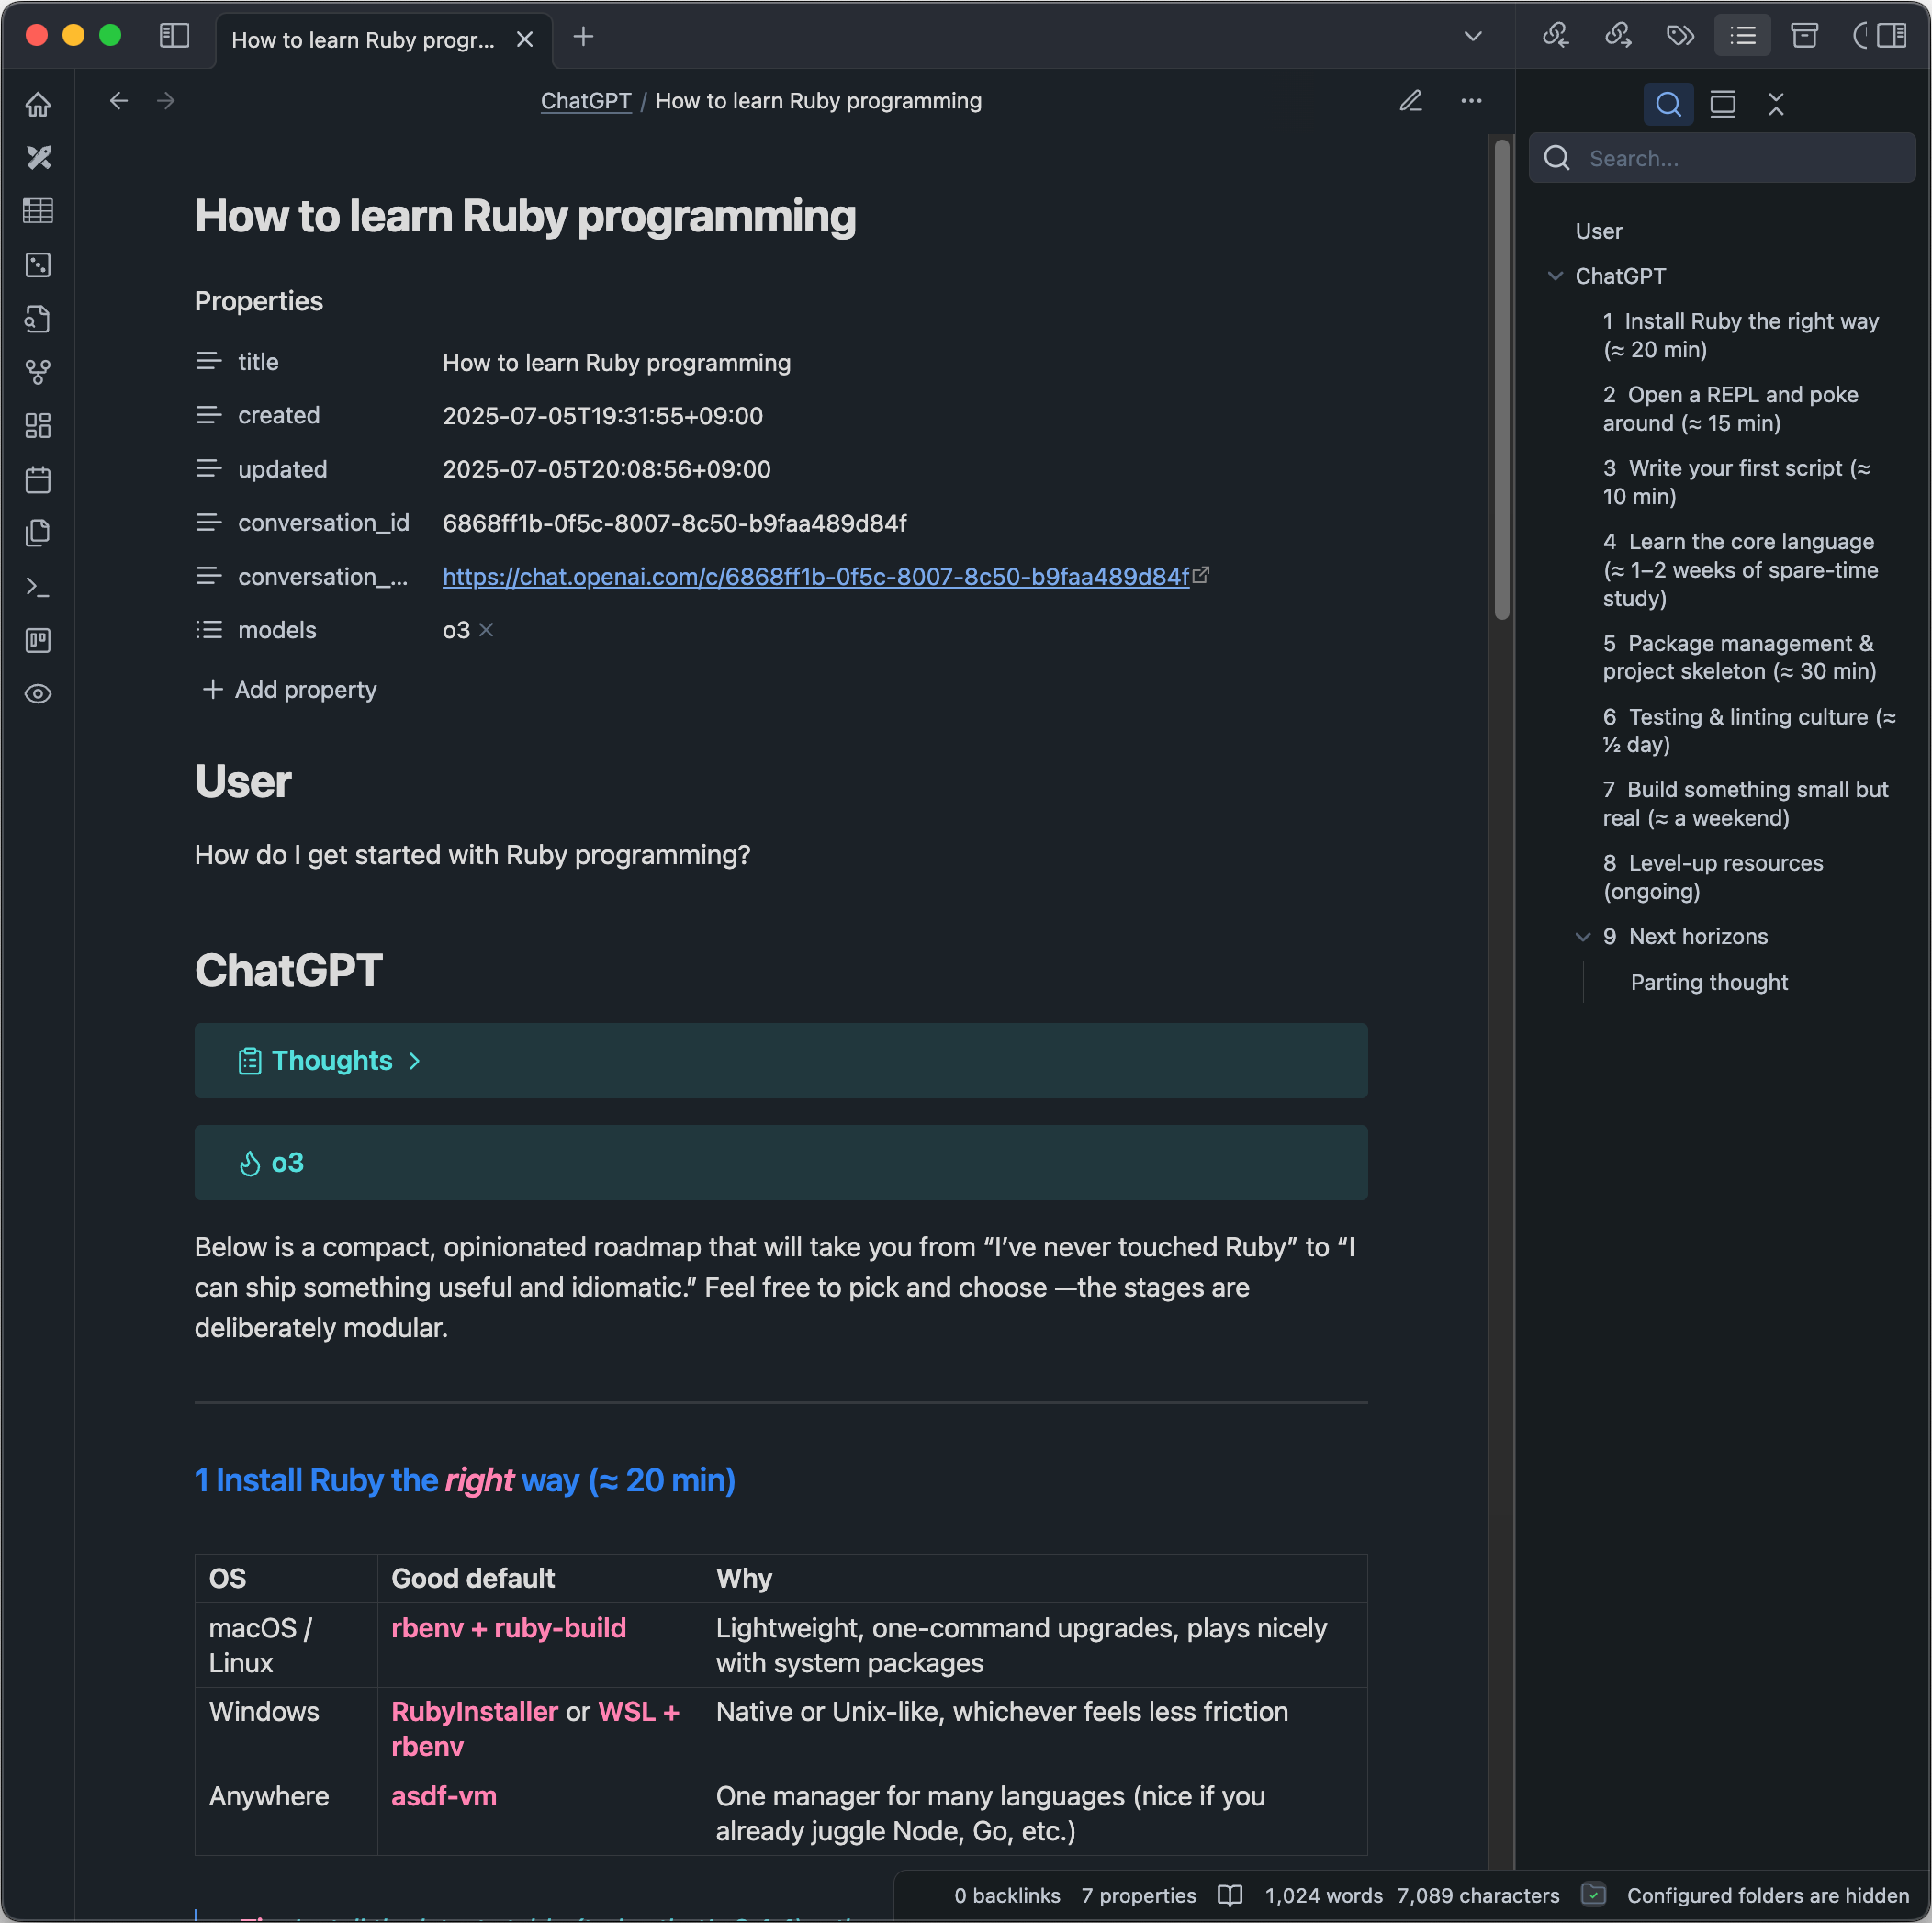 How to learn Ruby progr...
ChatGPT / How to learn Ruby programming
How to learn Ruby programming
Properties
title How to learn Ruby programming
created 2025-07-05T19:31:55+09:00
updated 2025-07-05T20:08:56+09:00
conversation_id 6868ff1b-0f5c-8007-8c50-b9faa489d84f
conversation_... https://chat.openai.com/c/6868ff1b-0f5c-8007-8c50-b9faa489d84f
models o3
Add property
User
How do I get started with Ruby programming?
ChatGPT
Thoughts
o3
Below is a compact, opinionated roadmap that will take you from “I’ve never touched Ruby” to “I
can ship something useful and idiomatic.” Feel free to pick and choose —the stages are
deliberately modular.
1 Install Ruby the right way (≈ 20 min)
OS Good default Why
macOS / Linux rbenv + ruby-build Lightweight, one-command upgrades, plays nicely with system packages
Windows RubyInstaller or WSL + rbenv Native or Unix-like, whichever feels less friction
Anywhere asdf-vm One manager for many languages (nice if you already juggle Node, Go, etc.)
Search...
User
ChatGPT
1 Install Ruby the right way
(≈ 20 min)
2 Open a REPL and poke
around (≈ 15 min)
3 Write your first script (≈
10 min)
4 Learn the core language
(≈ 1–2 weeks of spare-time
study)
5 Package management &
project skeleton (≈ 30 min)
6 Testing & linting culture (≈
½ day)
7 Build something small but
real (≈ a weekend)
8 Level-up resources
(ongoing)
9 Next horizons
Parting thought
0 backlinks 7 properties 1,024 words 7,089 characters Configured folders are hidden